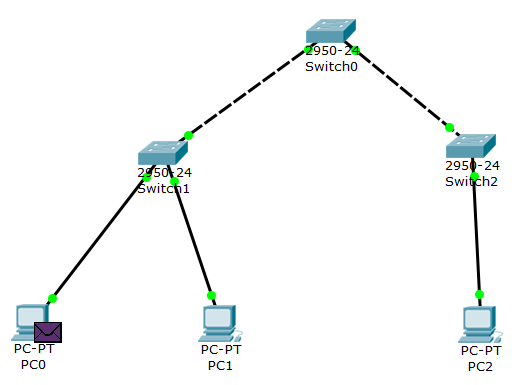 2950-24
Switch0
2950-24
Switch1
2950-24
Switch2
PC-PT
PC0
PC-PT
PC1
PC-PT
PC2